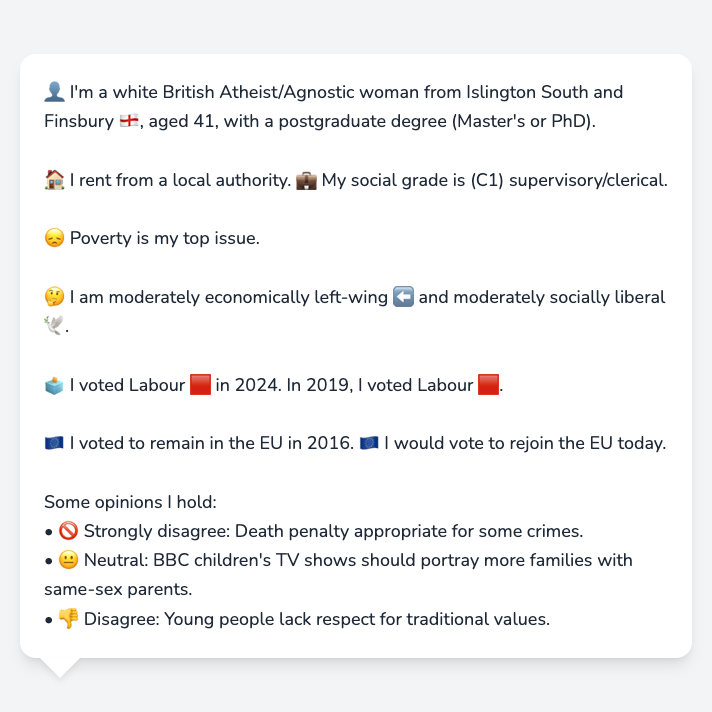 👤 I'm a white British Atheist/Agnostic woman from Islington South and
Finsbury 🏴󠁧󠁢󠁥󠁮󠁧󠁿, aged 41, with a postgraduate degree (Master's or PhD).
🏠 I rent from a local authority. 💼 My social grade is (C1) supervisory/clerical.
😞 Poverty is my top issue.
🤔 I am moderately economically left-wing ⬅️ and moderately socially liberal
🕊️.
🗳️ I voted Labour 🟥 in 2024. In 2019, I voted Labour 🟥.
🇪🇺 I voted to remain in the EU in 2016. 🇪🇺 I would vote to rejoin the EU today.
Some opinions I hold:
• 🚫 Strongly disagree: Death penalty appropriate for some crimes.
• 😐 Neutral: BBC children's TV shows should portray more families with
same-sex parents.
• 👎 Disagree: Young people lack respect for traditional values.